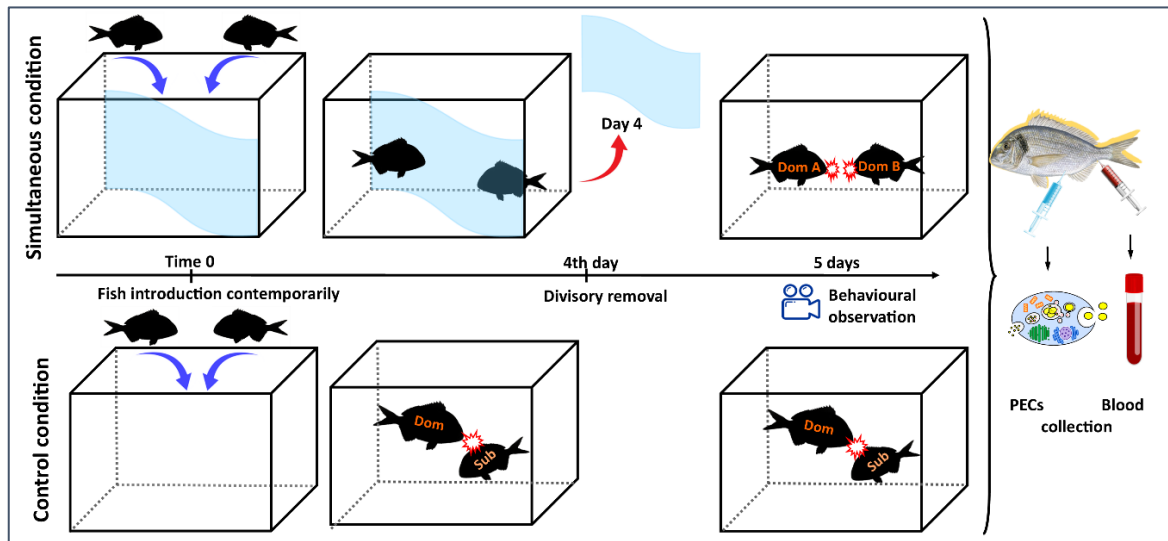 Simultaneous condition
Day 4
Dom A
Dom B
Time 0
4th day
5 days
Fish introduction contemporarily
Divisory removal
Behavioural
observation
Control condition
Dom
Sub
Dom
Sub
PECs
Blood
collection